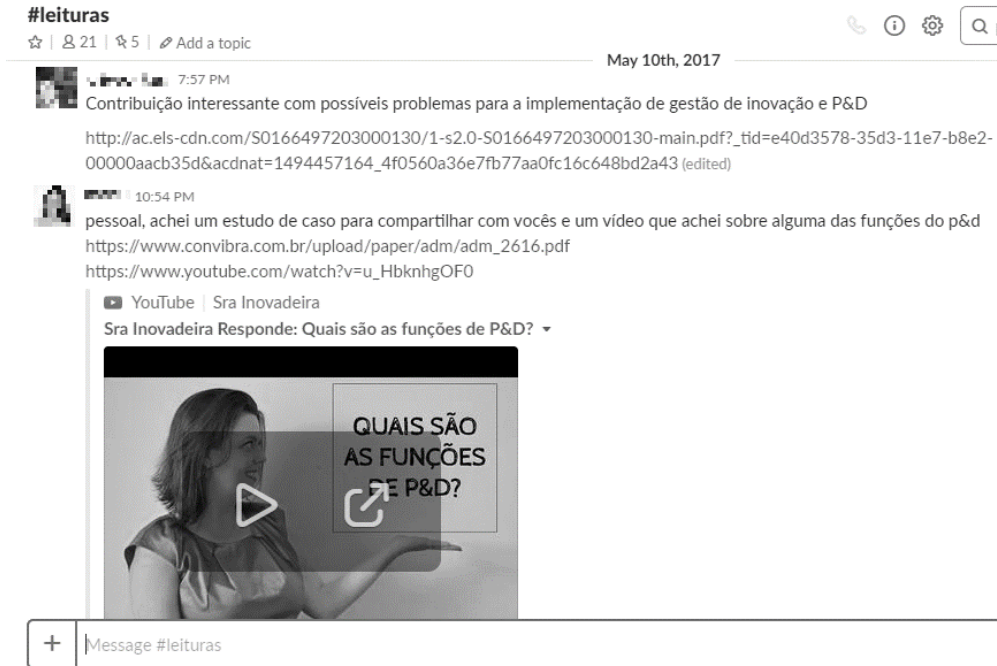 #leituras
21 | 5 | Add a topic
May 10th, 2017
7:57 PM
Contribuição interessante com possíveis problemas para a implementação de gestão de inovação e P&D
http://ac.els-cdn.com/S0166497203000130/1-s2.0-S0166497203000130-main.pdf?_tid=e40d3578-35d3-11e7-b8e2-
00000aacb35d&acdnat=1494457164_4f0560a36e7fb77aa0fc16c648bd2a43 (edited)
10:54 PM
pessoal, achei um estudo de caso para compartilhar com vocês e um vídeo que achei sobre alguma das funções do p&d
https://www.convibra.com.br/upload/paper/adm/adm_2616.pdf
https://www.youtube.com/watch?v=u_HbknhgOF0
YouTube | Sra Inovadeira
Sra Inovadeira Responde: Quais são as funções de P&D?
QUAIS SÃO
AS FUNÇÕES
DE P&D?
Message #leituras